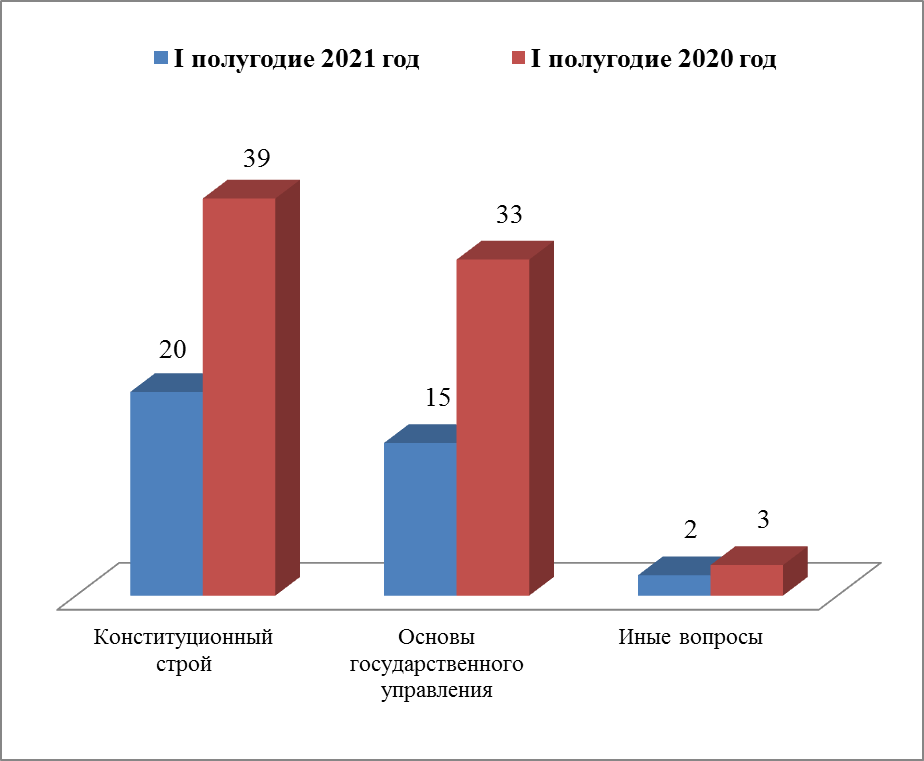 I полугодие 2021 год
I полугодие 2020 год
39
33
20
15
2
3
Конституционный
строй
Основы
государственного
управления
Иные вопросы